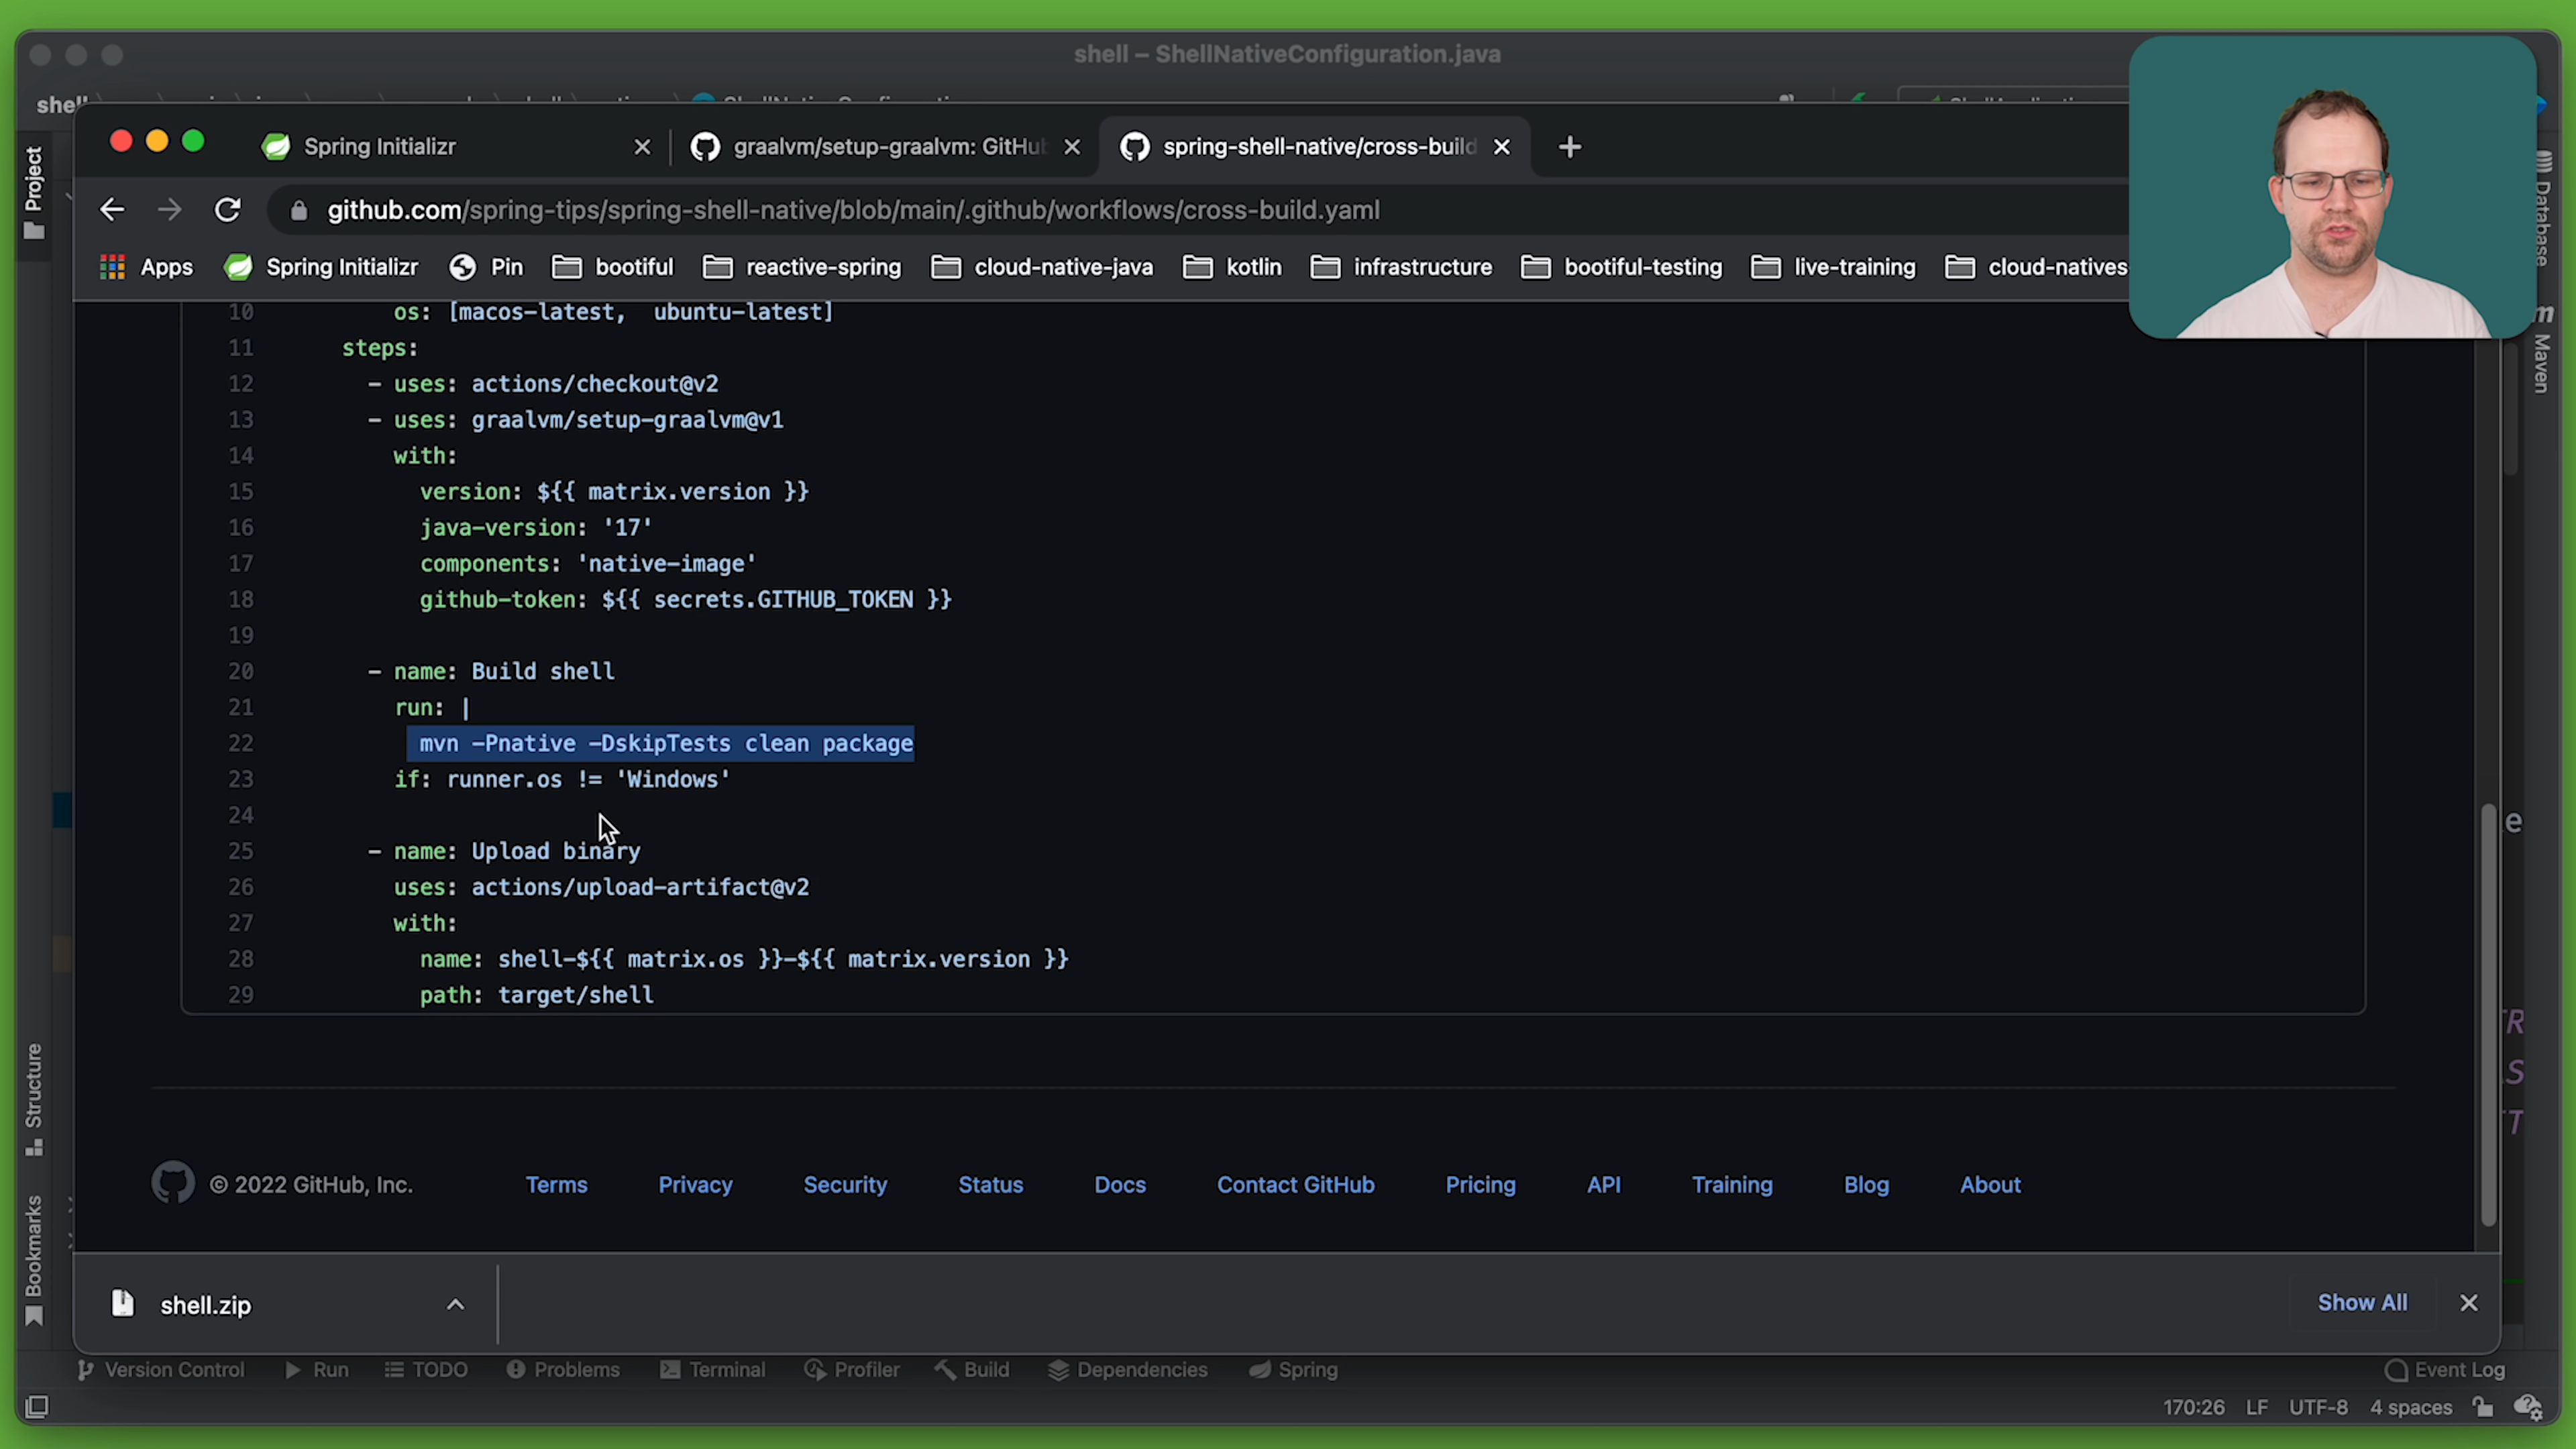 shell – ShellNativeConfiguration.java
shell
Project
Spring Initializr
graalvm/setup-graalvm: GitHub
spring-shell-native/cross-build
github.com/spring-tips/spring-shell-native/blob/main/.github/workflows/cross-build.yaml
Apps
Spring Initializr
Pin
bootiful
reactive-spring
cloud-native-java
kotlin
infrastructure
bootiful-testing
live-training
cloud-natives
Database
Maven
10 os: [macos-latest,  ubuntu-latest]
11 steps:
12 - uses: actions/checkout@v2
13 - uses: graalvm/setup-graalvm@v1
14 with:
15 version: ${{ matrix.version }}
16 java-version: '17'
17 components: 'native-image'
18 github-token: ${{ secrets.GITHUB_TOKEN }}
19
20 - name: Build shell
21 run: |
22 mvn -Pnative -DskipTests clean package
23 if: runner.os != 'Windows'
24
25 - name: Upload binary
26 uses: actions/upload-artifact@v2
27 with:
28 name: shell-${{ matrix.os }}-${{ matrix.version }}
29 path: target/shell
Structure
Bookmarks
© 2022 GitHub, Inc.
Terms
Privacy
Security
Status
Docs
Contact GitHub
Pricing
API
Training
Blog
About
shell.zip
Show All
Version Control
Run
TODO
Problems
Terminal
Profiler
Build
Dependencies
Spring
Event Log
170:26
LF
UTF-8
4 spaces